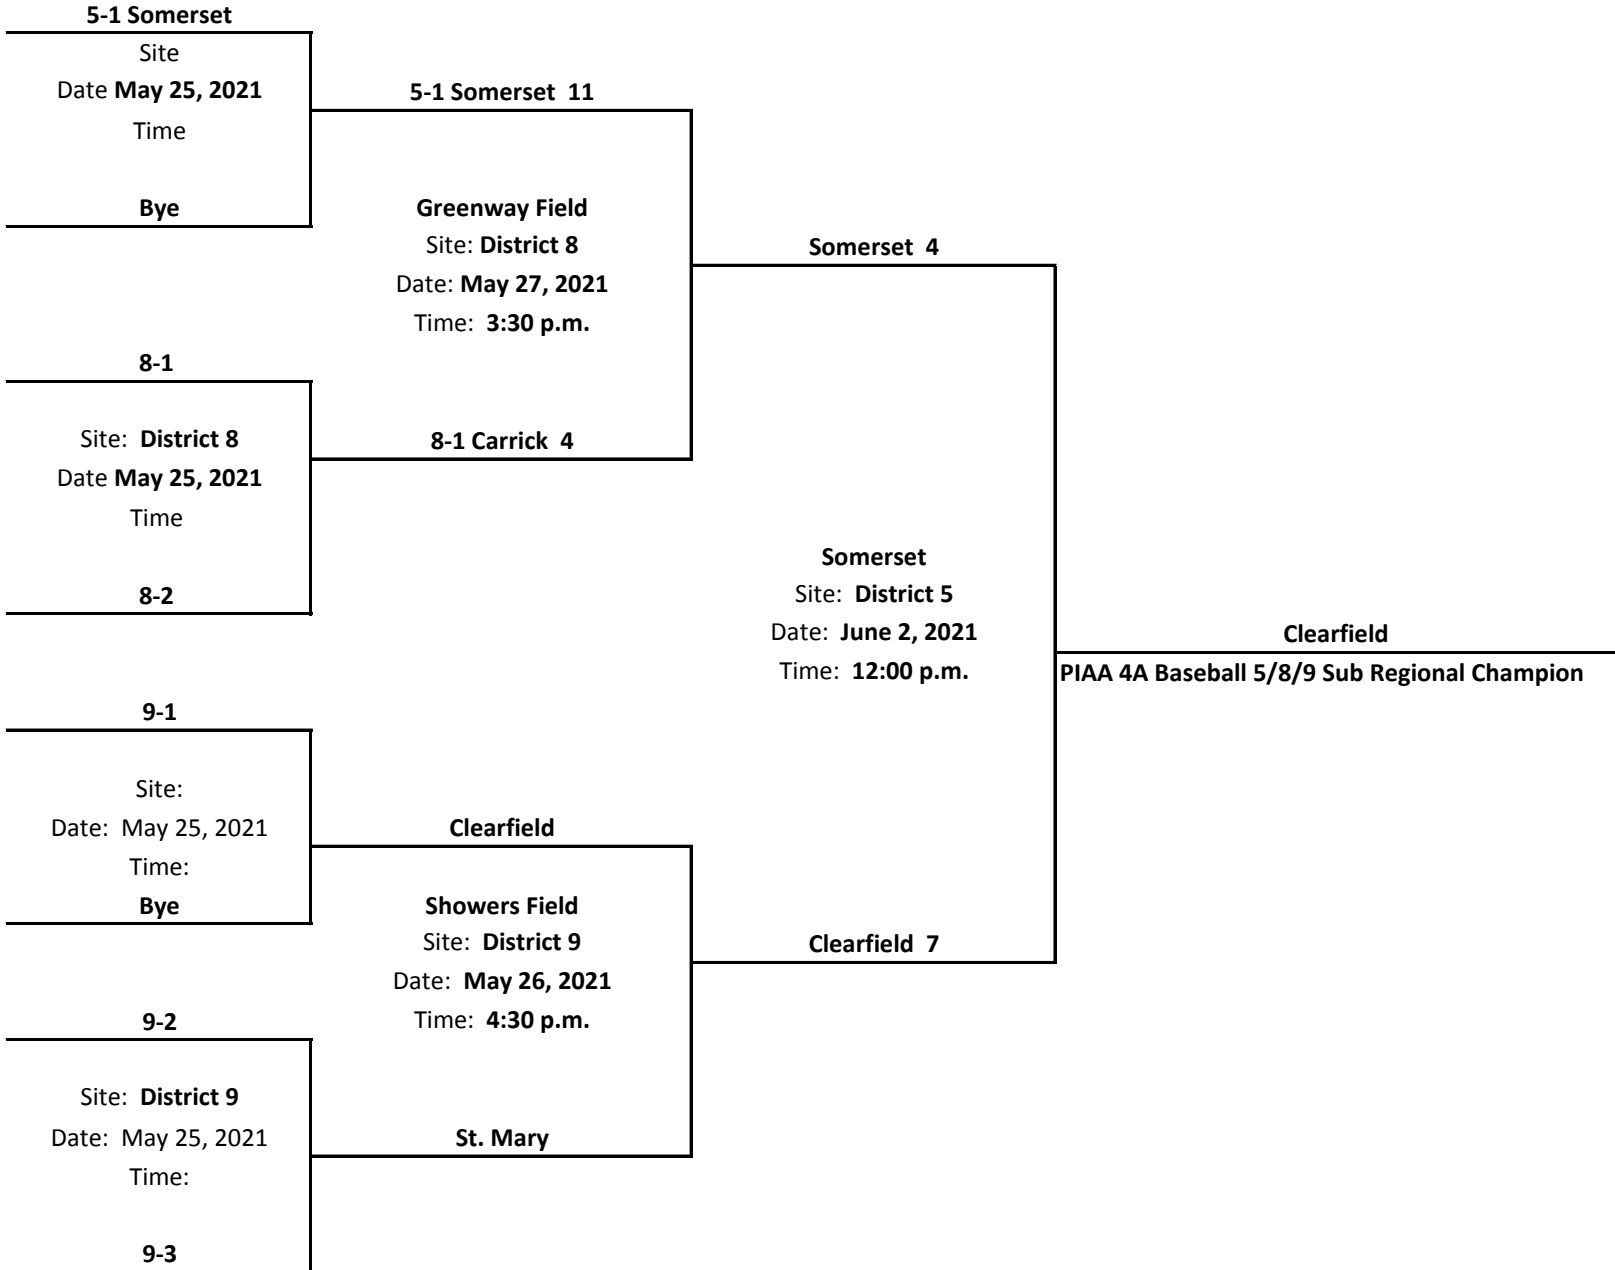 5-1 Somerset
Site
Date May 25, 2021
Time
Bye
5-1 Somerset 11
Greenway Field
Site: District 8
Date: May 27, 2021
Time: 3:30 p.m.
8-1
Site: District 8
Date May 25, 2021
Time
8-2
8-1 Carrick 4
Somerset 4
Somerset
Site: District 5
Date: June 2, 2021
Time: 12:00 p.m.
Clearfield
PIAA 4A Baseball 5/8/9 Sub Regional Champion
9-1
Site:
Date: May 25, 2021
Time:
Bye
Clearfield
Showers Field
Site: District 9
Date: May 26, 2021
Time: 4:30 p.m.
Clearfield 7
9-2
Site: District 9
Date: May 25, 2021
Time:
9-3
St. Mary